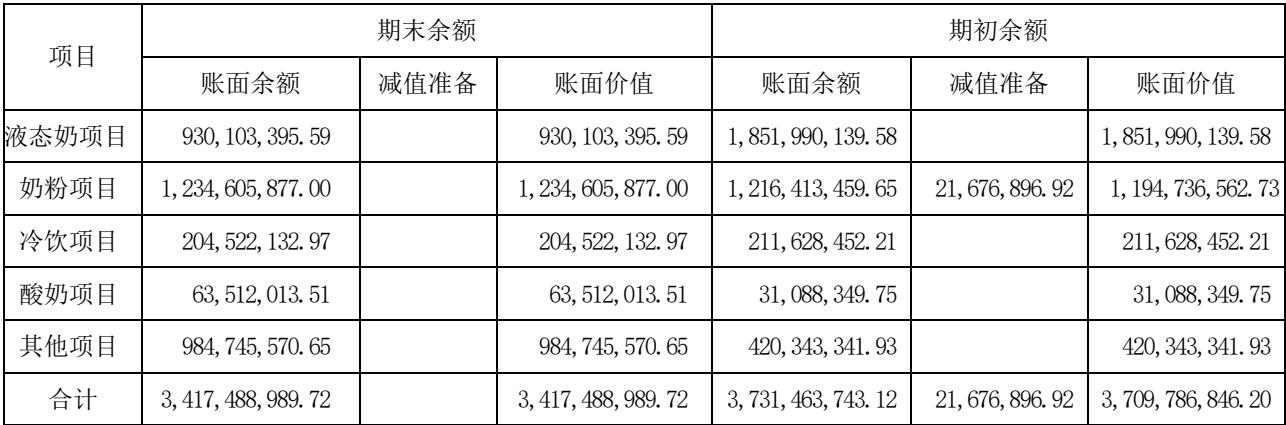 项目 期末余额 期初余额
账面余额 减值准备 账面价值 账面余额 减值准备 账面价值
液态奶项目 930,103,395.59 930,103,395.59 1,851,990,139.58 1,851,990,139.58
奶粉项目 1,234,605,877.00 1,234,605,877.00 1,216,413,459.65 21,676,896.92 1,194,736,562.73
冷饮项目 204,522,132.97 204,522,132.97 211,628,452.21 211,628,452.21
酸奶项目 63,512,013.51 63,512,013.51 31,088,349.75 31,088,349.75
其他项目 984,745,570.65 984,745,570.65 420,343,341.93 420,343,341.93
合计 3,417,488,989.72 3,417,488,989.72 3,731,463,743.12 21,676,896.92 3,709,786,846.20